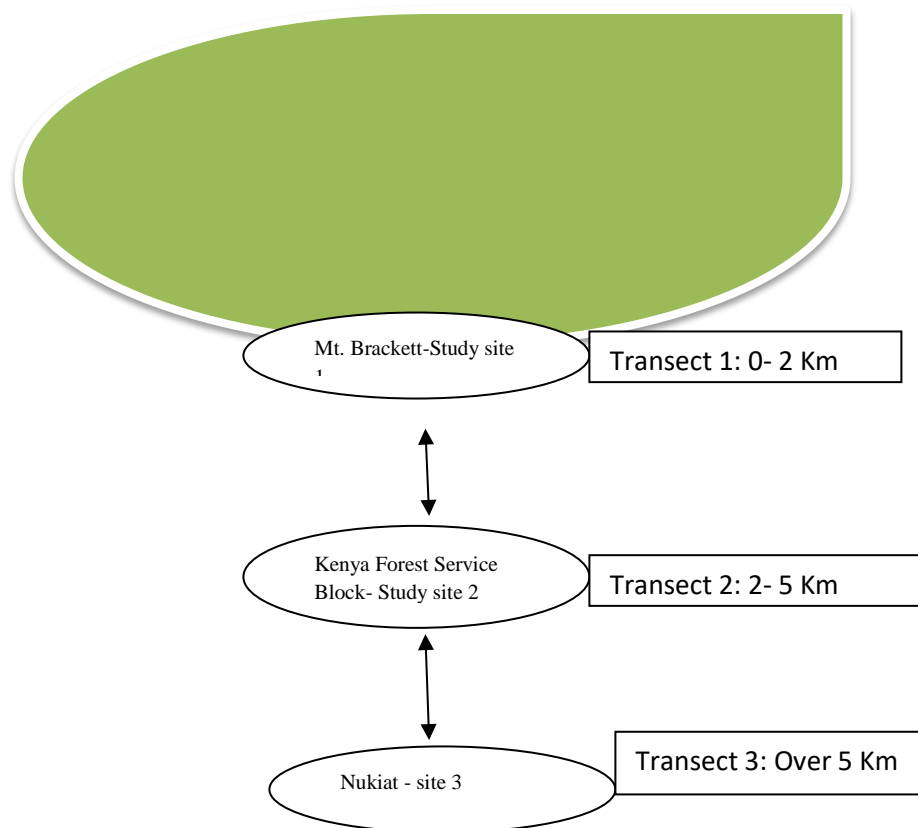 Mt. Brackett-Study site
Transect 1: 0- 2 Km
Kenya Forest Service
Block- Study site 2
Transect 2: 2- 5 Km
Nukiat - site 3
Transect 3: Over 5 Km